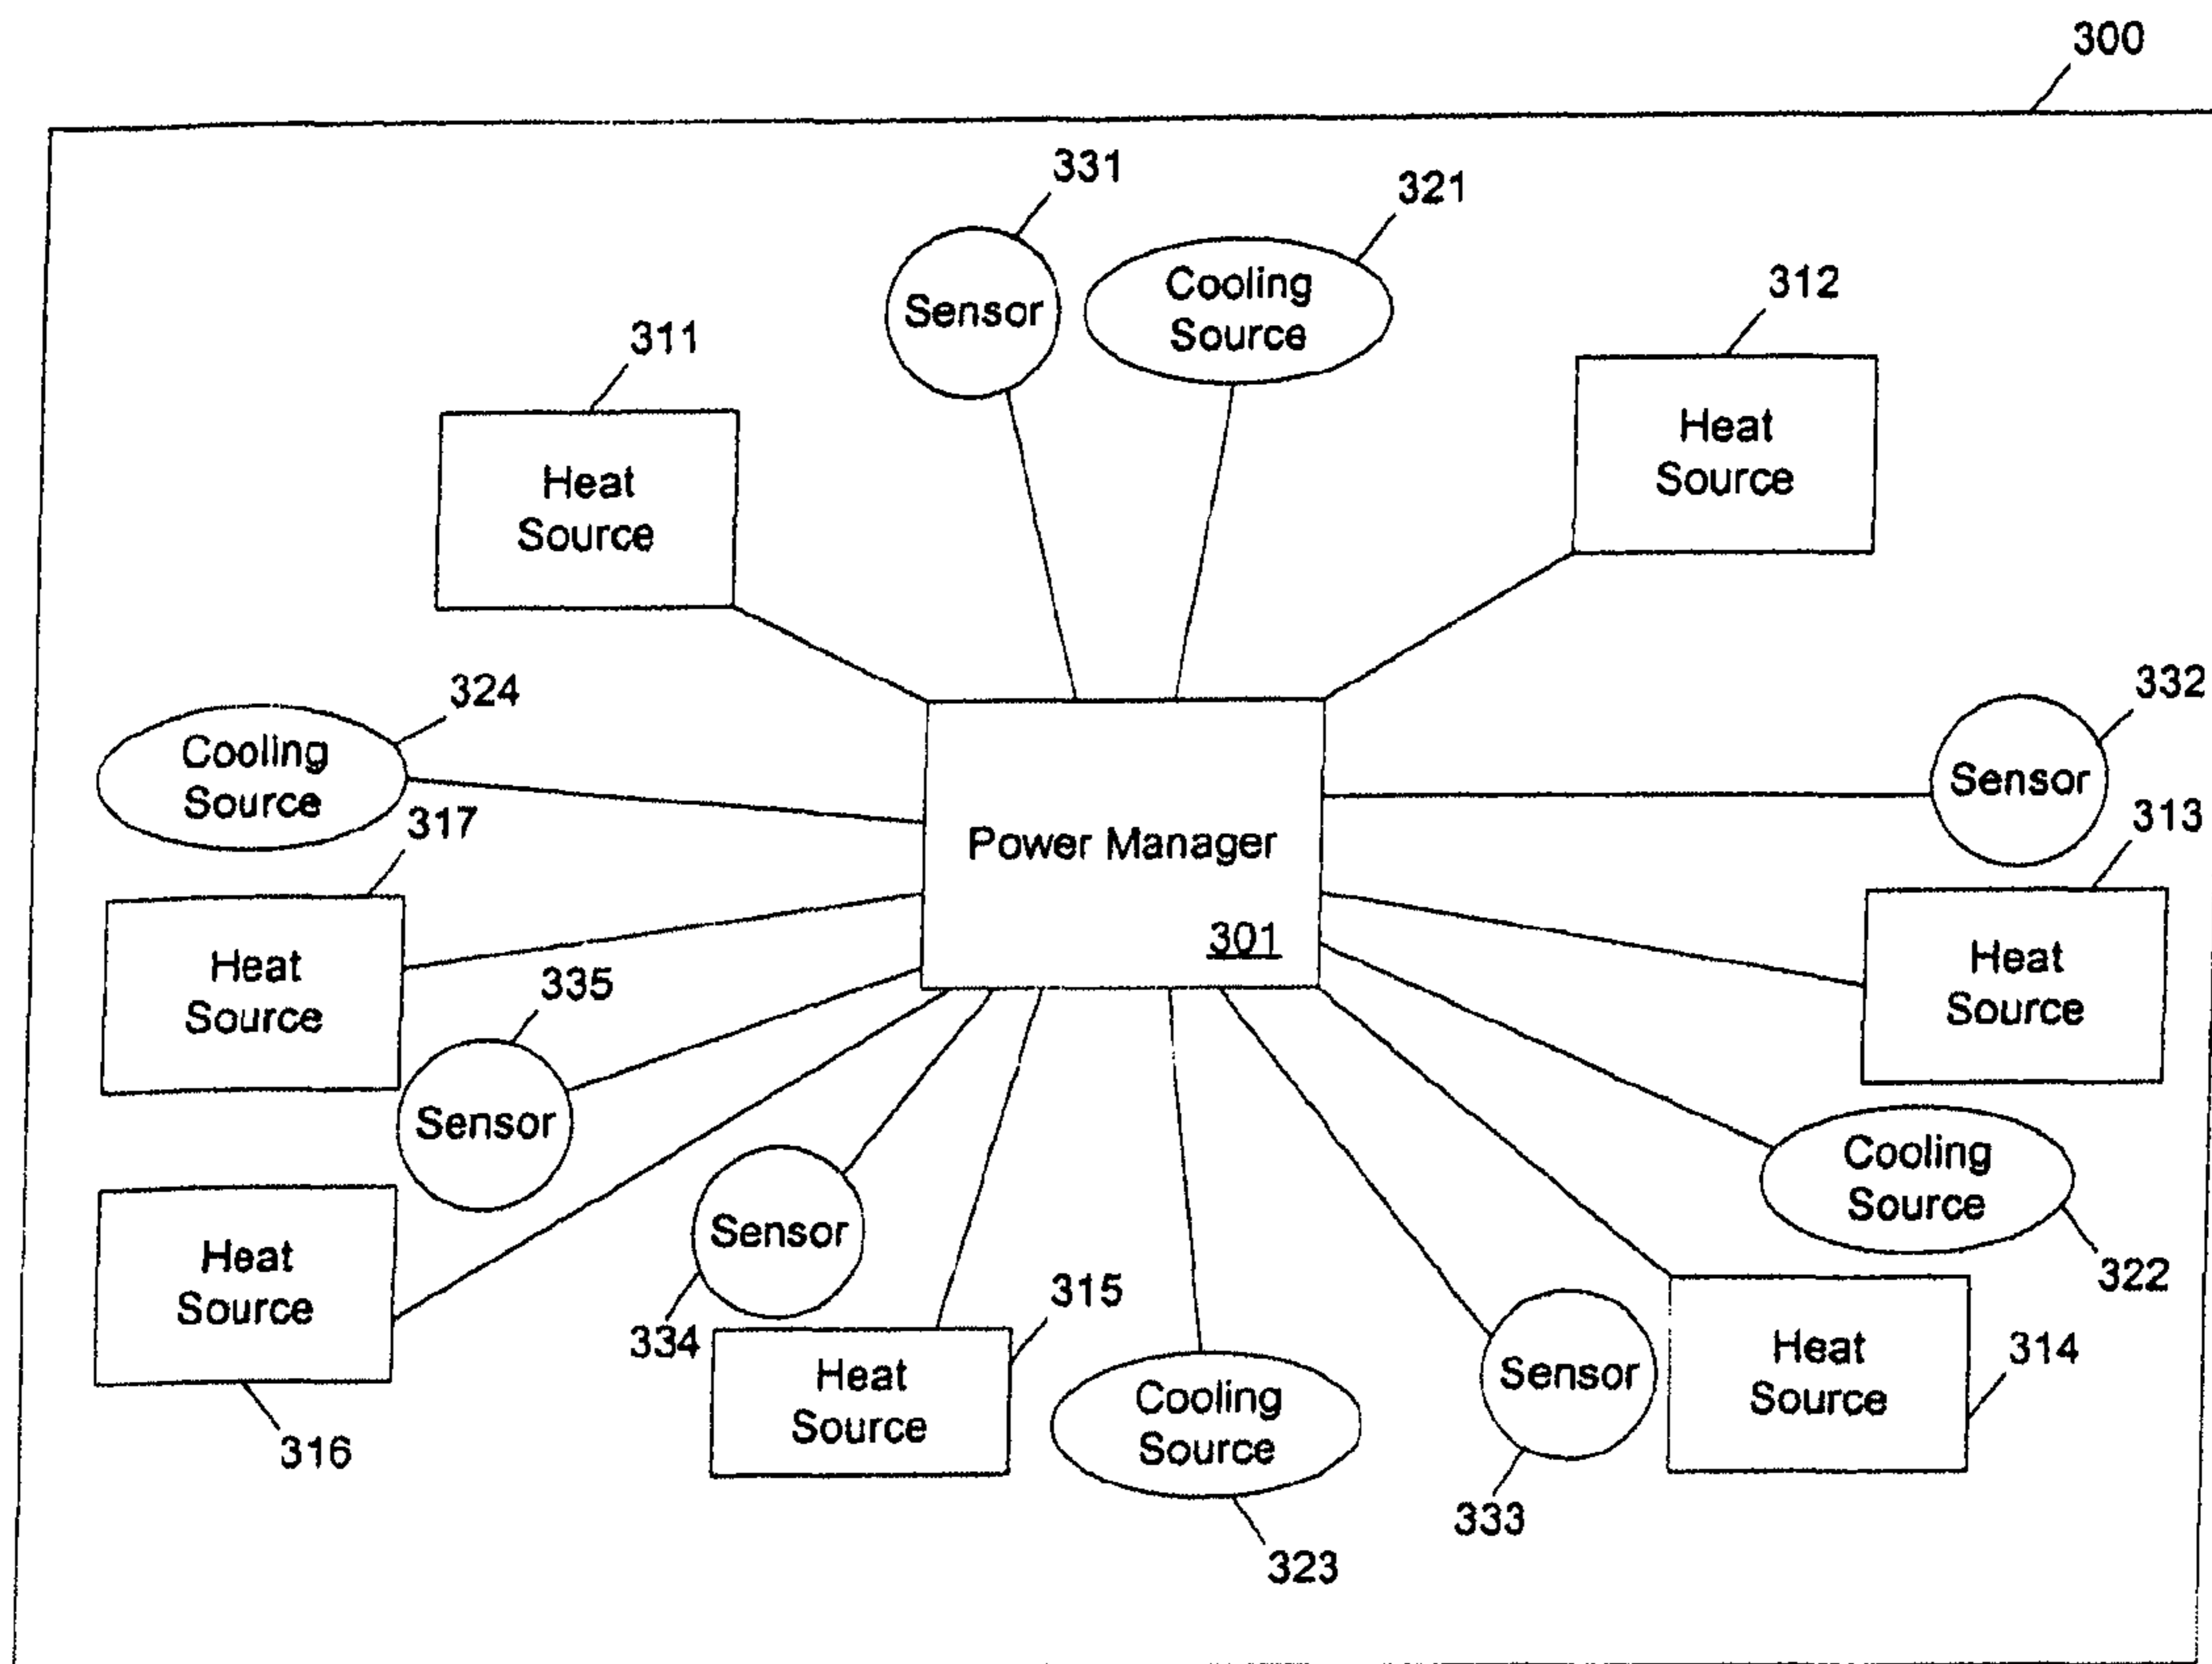 300
331
321
Sensor
Cooling
Source
312
311
Heat
Source
Heat
Source
324
332
Cooling
Source
Sensor
317
313
Power Manager
301
Heat
Source
335
Heat
Source
Sensor
Cooling
Source
322
Sensor
334
Heat
Source
315
Heat
Source
316
Cooling
Source
323
Sensor
333
Heat
Source
314